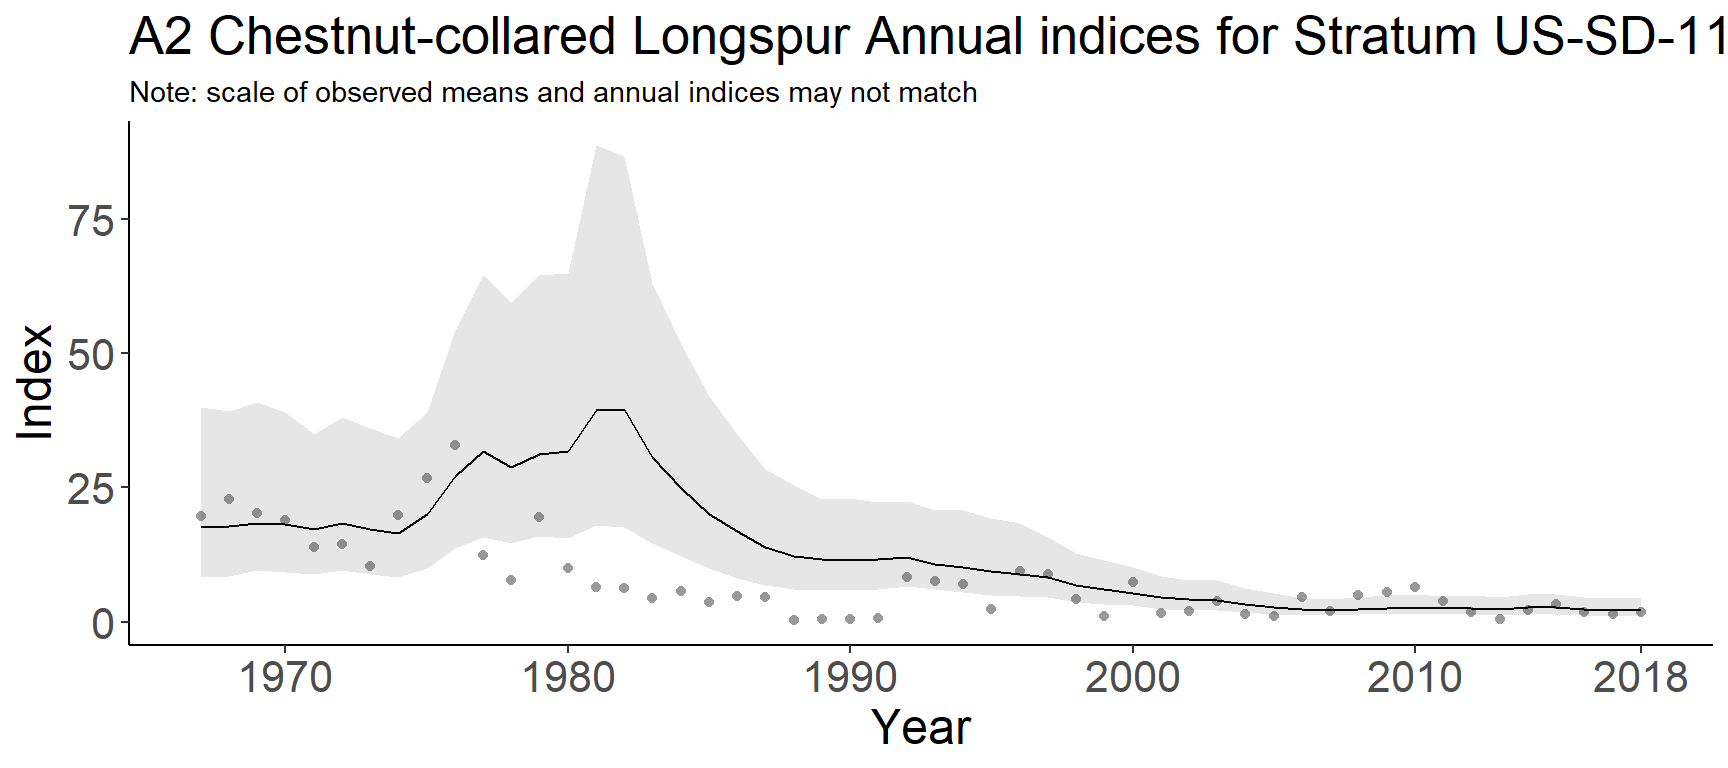 A2 Chestnut-collared Longspur Annual indices for Stratum US-SD-11
Note: scale of observed means and annual indices may not match
75
50
25
0
Index
1970 1980 1990 2000 2010 2018
Year